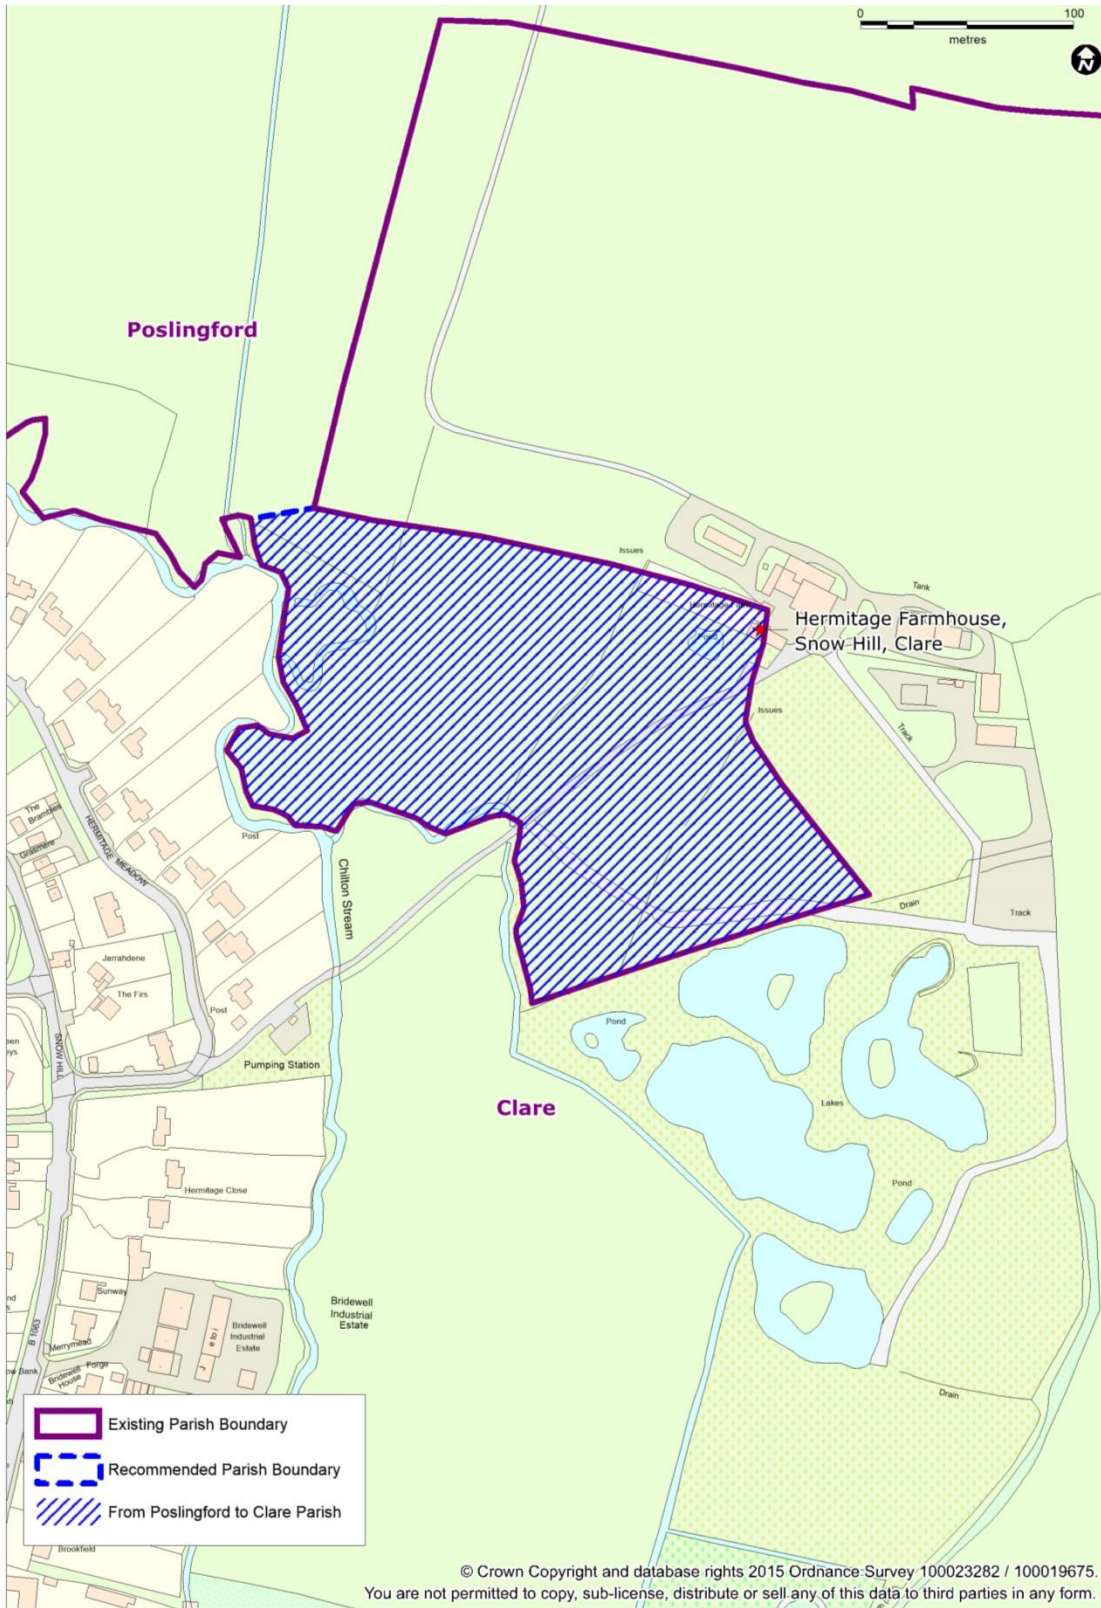 0
100
metres
N
Poslingford
Issues
Tank
Hermitage Farmhouse,
Snow Hill, Clare
Pond
Issues
Track
The
Brambles
Grasmere
HERMITAGE MEADOW
Post
Chilton Stream
Drain
Track
Jarrahdene
The Firs
Post
Pond
SNOW HILL
Pumping Station
Clare
Lakes
Hermitage Close
Pond
Sunway
Bridewell
Industrial
Estate
Bridewell
Industrial
Estate
B 1063
Merrymead
Bridewell
House
Forge
Drain
Existing Parish Boundary
Recommended Parish Boundary
From Poslingford to Clare Parish
Brookfield
© Crown Copyright and database rights 2015 Ordnance Survey 100023282 / 100019675.
You are not permitted to copy, sub-license, distribute or sell any of this data to third parties in any form.